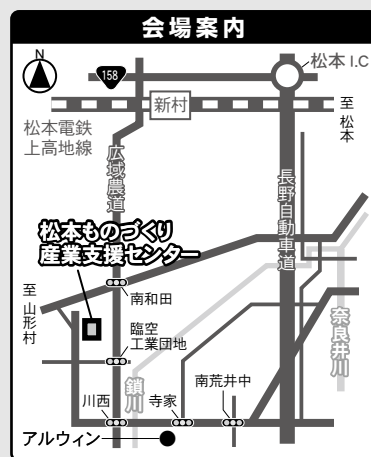 会場案内
N
158
松本 I.C
新村
至松本
松本電鉄
上高地線
広域農道
長野自動車道
松本ものづくり
産業支援センター
至山形村
南和田
臨空
工業団地
奈良井川
鎖川
南荒井中
川西
寺家
アルウィン